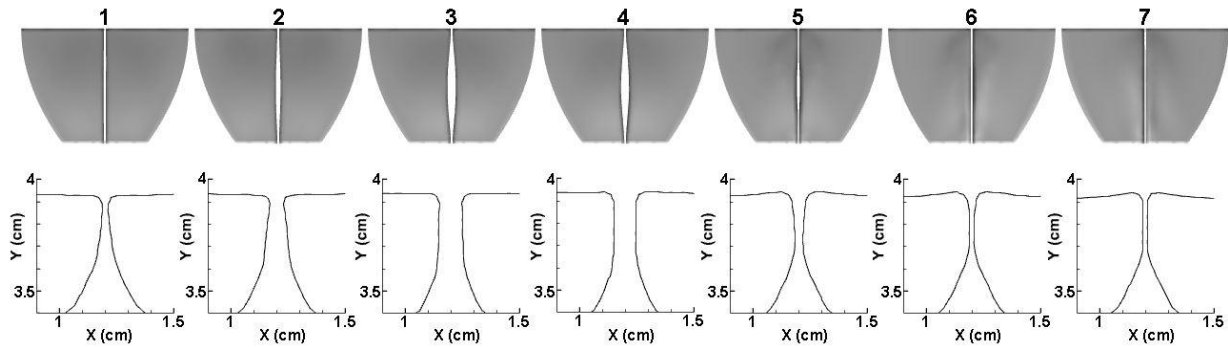 1 2 3 4 5 6 7
4 4 4 4 4 4 4
Y (cm) Y (cm) Y (cm) Y (cm) Y (cm) Y (cm) Y (cm)
3.5 3.5 3.5 3.5 3.5 3.5 3.5
1 1.5 1 1.5 1 1.5 1 1.5 1 1.5 1 1.5 1 1.5
X (cm) X (cm) X (cm) X (cm) X (cm) X (cm) X (cm)